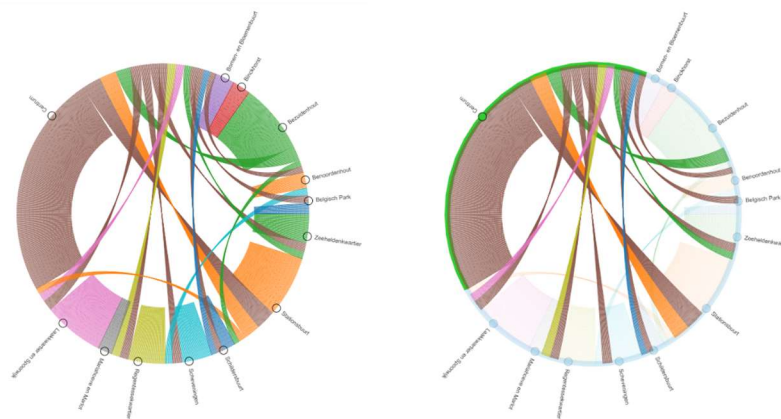 Bomen- en Bloemenbuurt
Binckhorst
Bezuidenhout
Benoordenhout
Belgisch Park
Zeeheldenkwartier
Stationsbuurt
Schildersbuurt
Scheveningen
Regentessekwartier
Mariahoeve en Marlot
Laakkwartier en Spoorwijk
Centrum
Bomen- en Bloemenbuurt
Binckhorst
Bezuidenhout
Benoordenhout
Belgisch Park
Zeeheldenkwartier
Stationsbuurt
Schildersbuurt
Scheveningen
Regentessekwartier
Mariahoeve en Marlot
Laakkwartier en Spoorwijk
Centrum